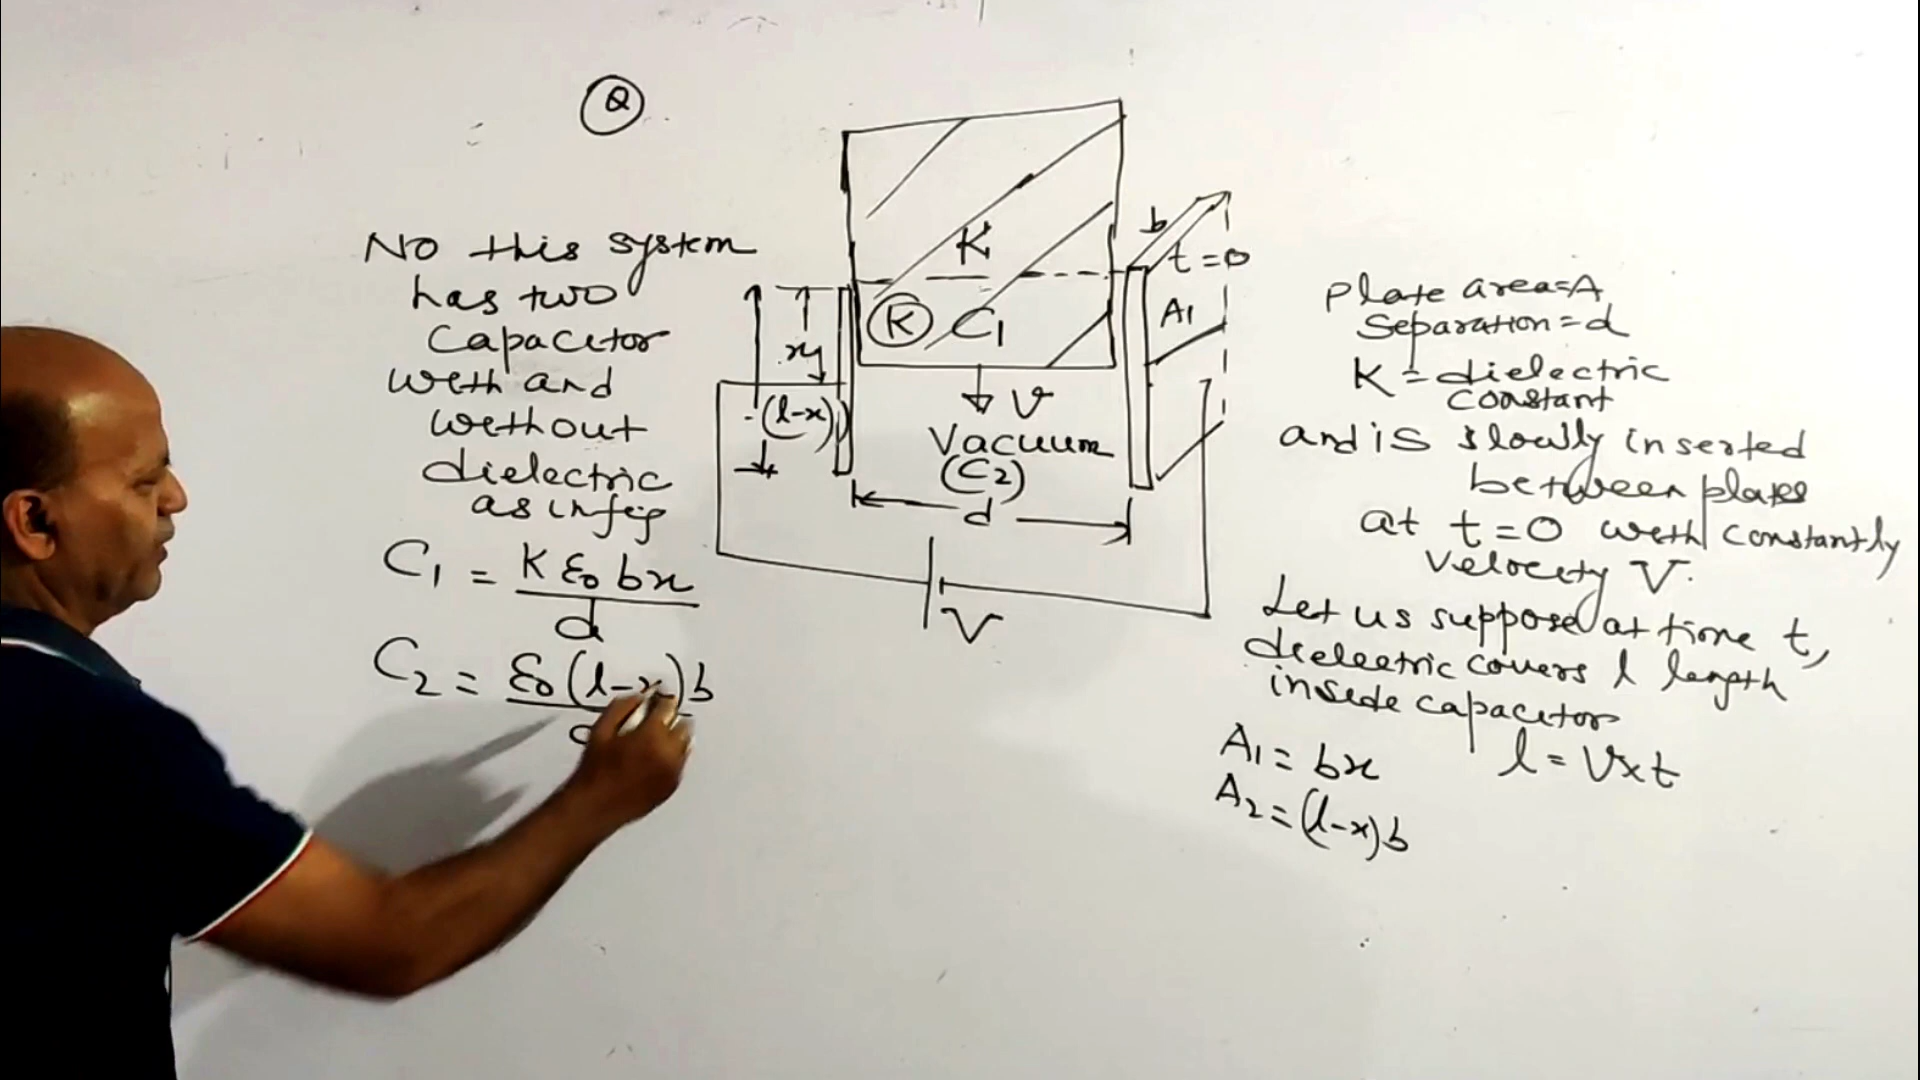 Q
No this system
has two
Capacitor
with and
without
dielectric
as in fig
C1 = Kε0bx
d
C2 = ε0(l-x)b
K
K C1
x
(l-x)
v
Vacuum
(C2)
d
V
b
t=0
A1
Plate area=A
Separation=d
K = dielectric
constant
and is slowly inserted
between plates
at t=0 with constantly
velocity V.
Let us suppose at time t,
dielectric covers l length
inside capacitor
A1 = bx l = V×t
A2 = (l-x)b